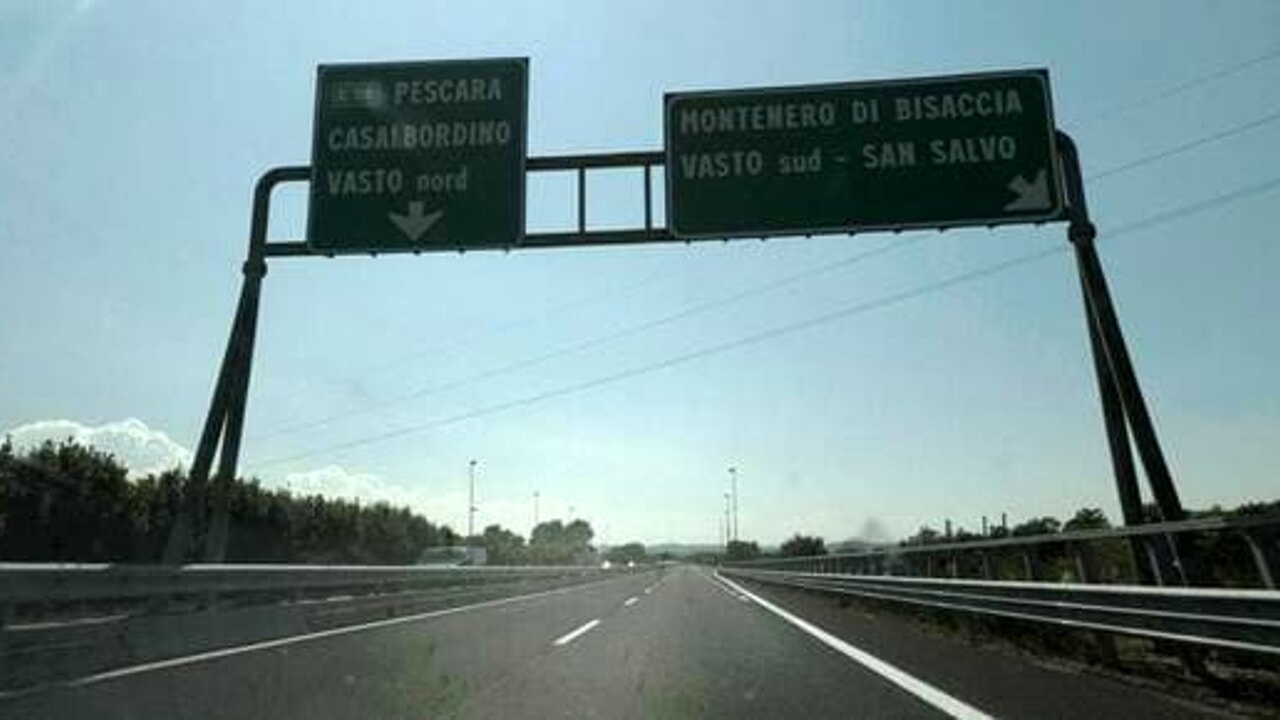 PESCARA
CASALBORDINO
VASTO nord
MONTENERO DI BISACCIA
VASTO sud - SAN SALVO